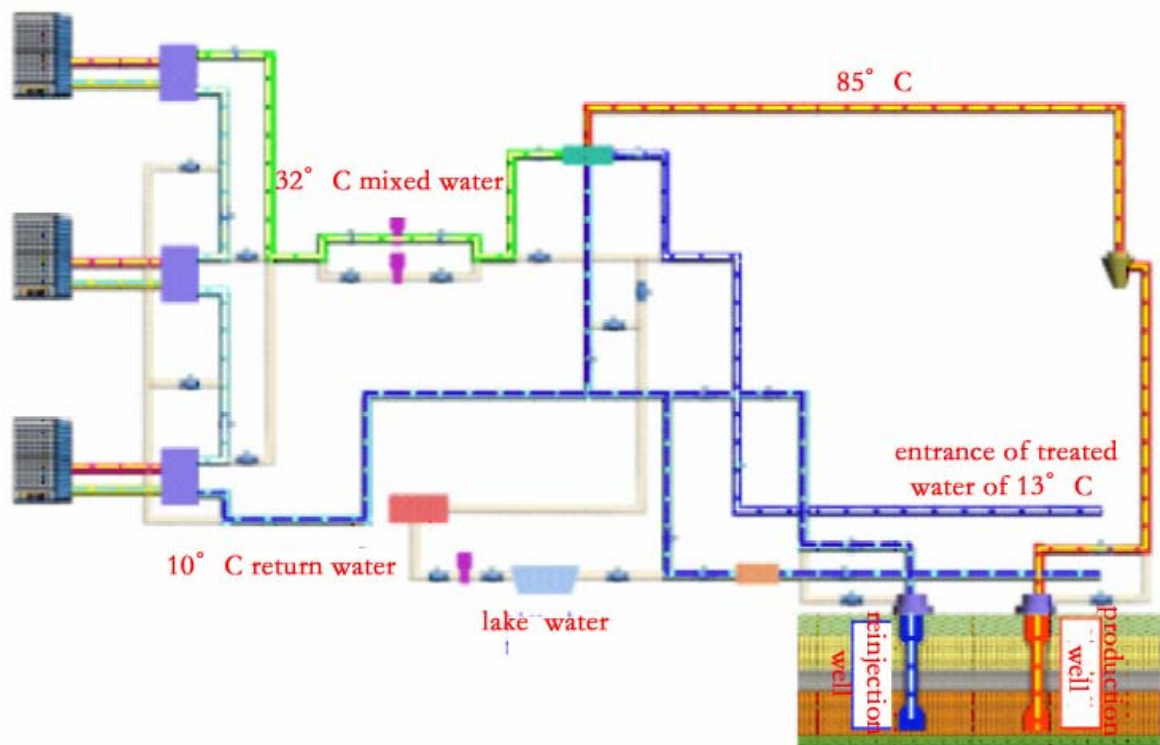 85° C
32° C mixed water
entrance of treated
water of 13° C
10° C return water
lake water
reinjection
well
production
well